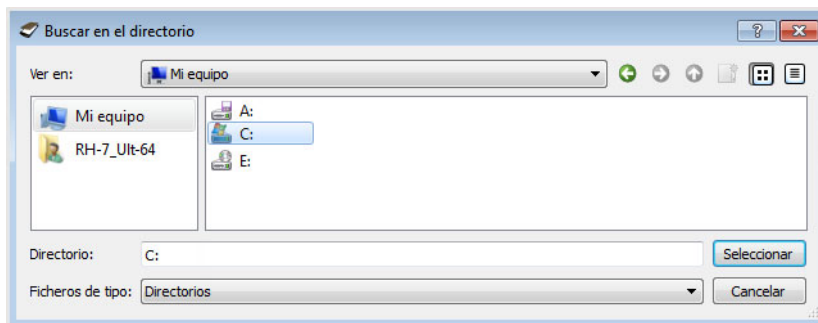 Buscar en el directorio
Ver en: Mi equipo
Mi equipo
RH-7_Ult-64
A:
C:
E:
Directorio: C: Seleccionar
Ficheros de tipo: Directorios Cancelar